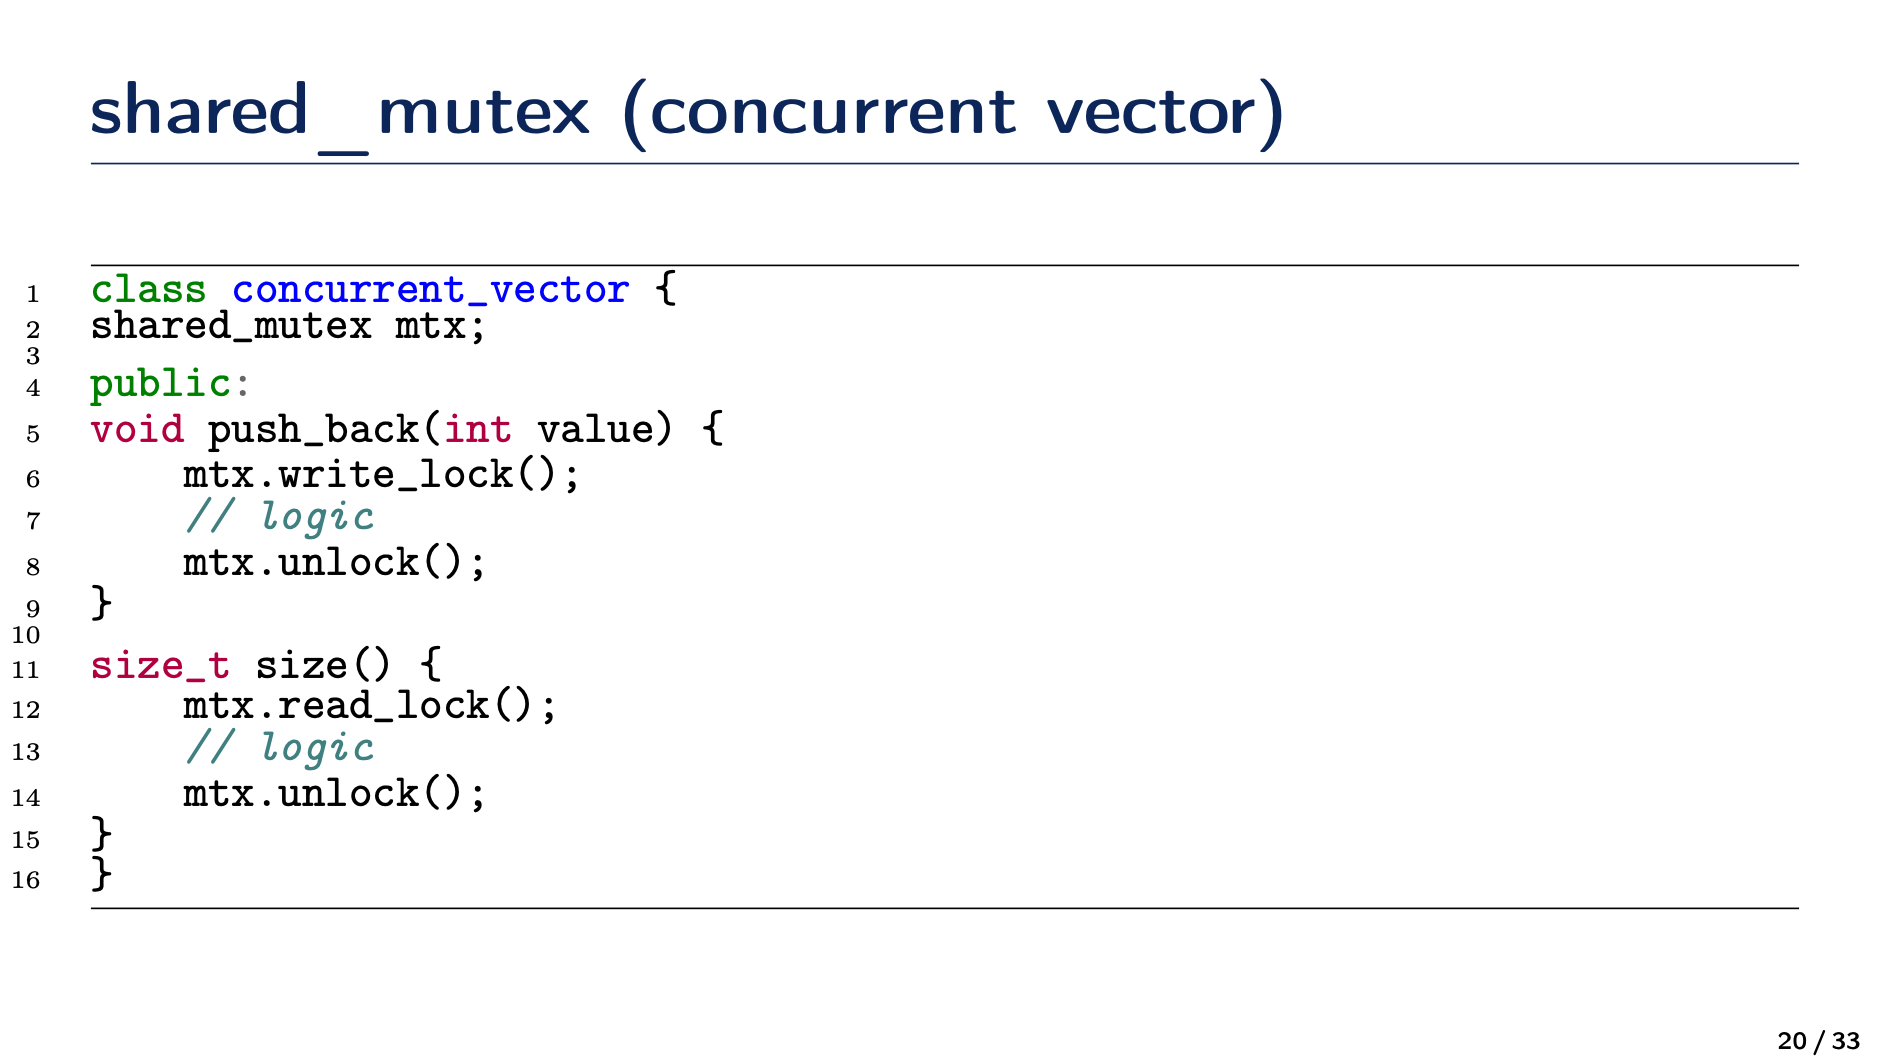 shared_mutex (concurrent vector)
1 class concurrent_vector {
2 shared_mutex mtx;
3
4 public:
5 void push_back(int value) {
6     mtx.write_lock();
7     // logic
8     mtx.unlock();
9 }
10
11 size_t size() {
12     mtx.read_lock();
13     // logic
14     mtx.unlock();
15 }
16 }
20 / 33